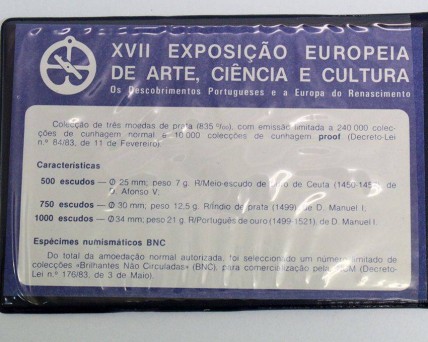 XVII EXPOSIÇÃO EUROPEIA
DE ARTE, CIÊNCIA E CULTURA
Os Descobrimentos Portugueses e a Europa do Renascimento
Colecção de três moedas de prata (835 º/ºº), com emissão limitada a 240 000 colec-
ções de cunhagem normal e 10 000 colecções de cunhagem proof (Decreto-Lei
n.º 64/83, de 11 de Fevereiro).
Características
500 escudos — Ø 25 mm; peso 7 g. R/Meio-escudo de ouro de Ceuta de
D. Afonso V.
750 escudos — Ø 30 mm; peso 12,5 g. R/Índio de prata (1499), de D. Manuel I.
1000 escudos — Ø 34 mm; peso 21 g. R/Português de ouro (1499-1521), de D. Manuel I.
Espécimes numismáticos BNC
Do total da amoedação normal autorizada, foi seleccionado um número limitado de
colecções «Brilhantes Não Circuladas» (BNC), para comercialização pela INCM (Decreto-
Lei n.º 176/83, de 3 de Maio).